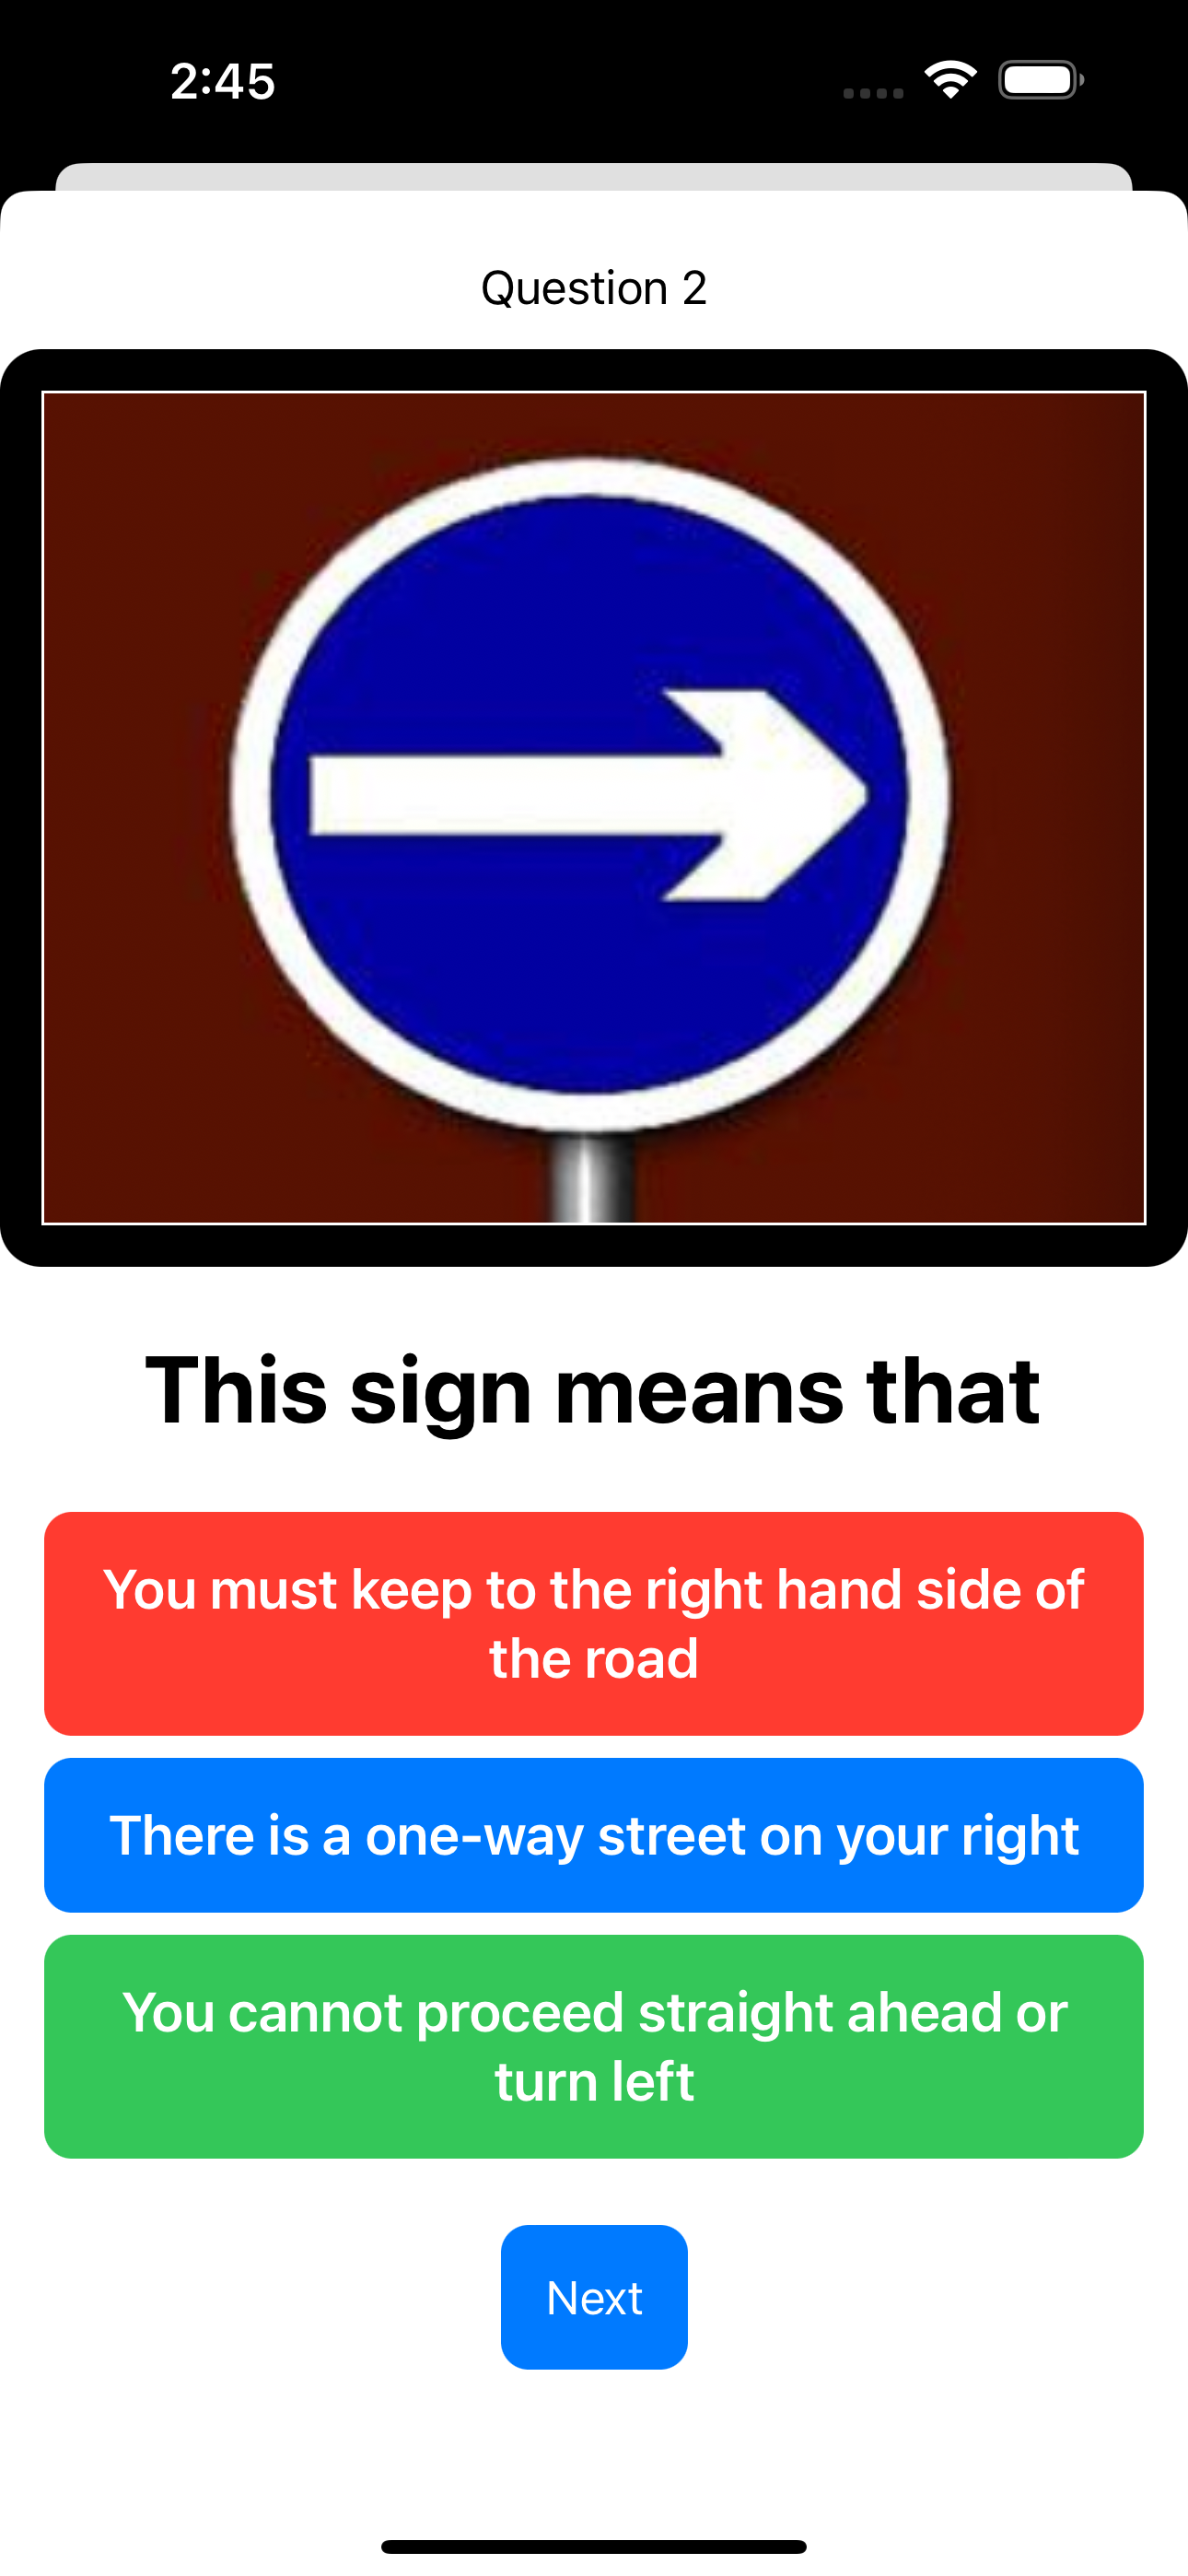 2:45
Question 2
This sign means that
You must keep to the right hand side of
the road
There is a one-way street on your right
You cannot proceed straight ahead or
turn left
Next